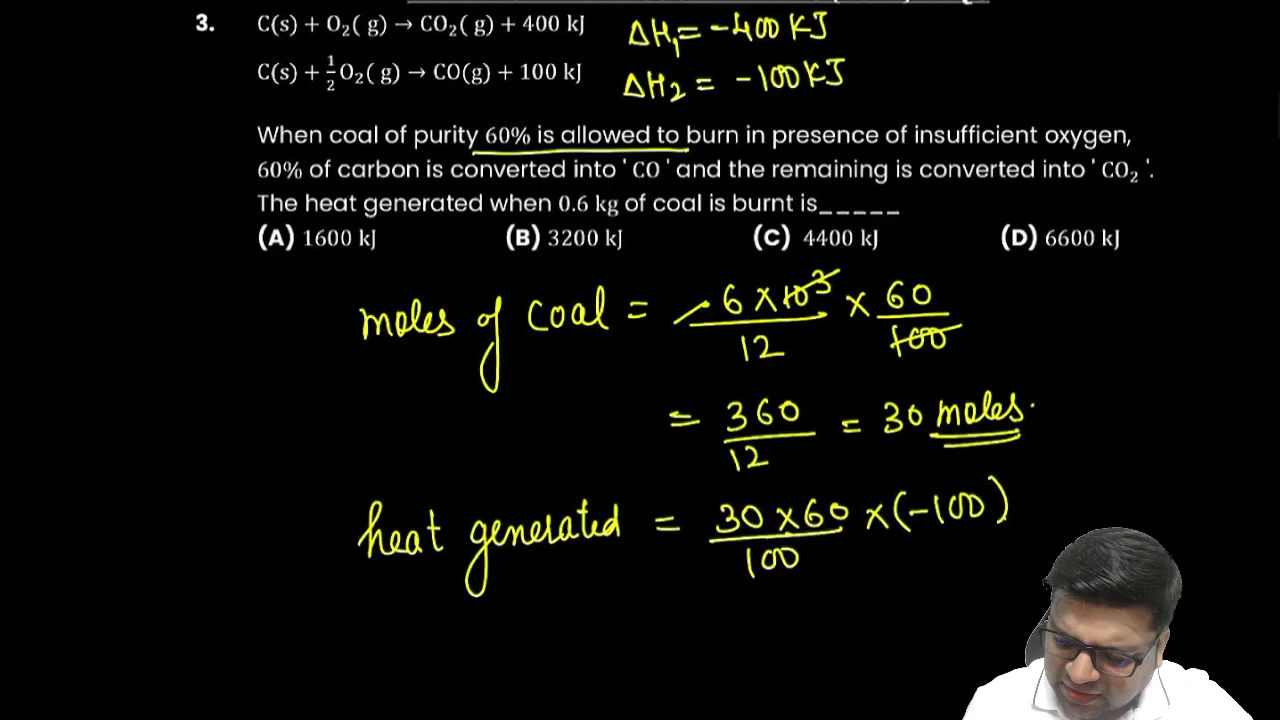 3. C(s) + O₂( g) → CO₂( g) + 400 kJ ΔH₁ = -400 KJ
C(s) + 1/2 O₂( g) → CO(g) + 100 kJ ΔH₂ = -100 KJ
When coal of purity 60% is allowed to burn in presence of insufficient oxygen,
60% of carbon is converted into ' CO ' and the remaining is converted into ' CO₂ '.
The heat generated when 0.6 kg of coal is burnt is_____
(A) 1600 kJ (B) 3200 kJ (C) 4400 kJ (D) 6600 kJ
moles of coal = .6 × 10³ / 12 × 60 / 100
= 360 / 12 = 30 moles.
heat generated = 30 × 60 / 100 × (-100)